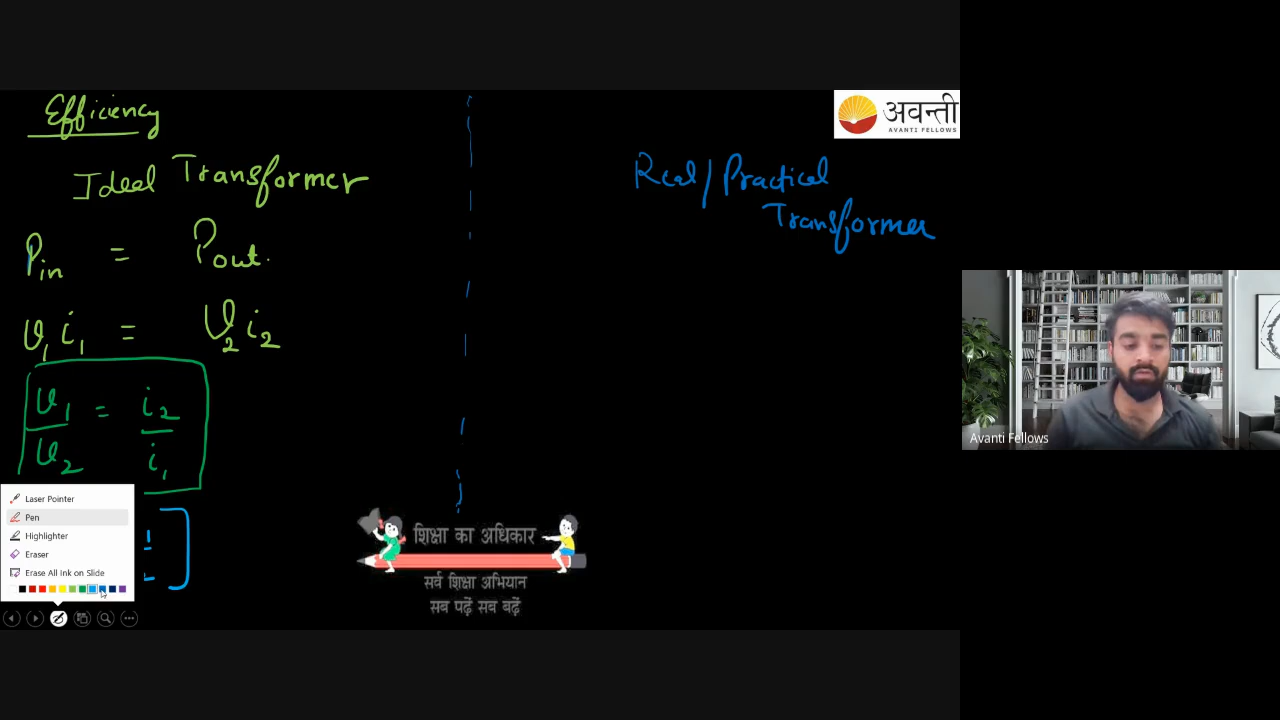 Efficiency
Ideal Transformer
Pin = Pout.
V1 i1 = V2 i2
V1 / V2 = i2 / i1
Real/Practical
Transformer
अवन्ती
AVANTI FELLOWS
Laser Pointer
Pen
Highlighter
Eraser
Erase All Ink on Slide
शिक्षा का अधिकार
सर्व शिक्षा अभियान
सब पढ़ें सब बढ़ें
Avanti Fellows